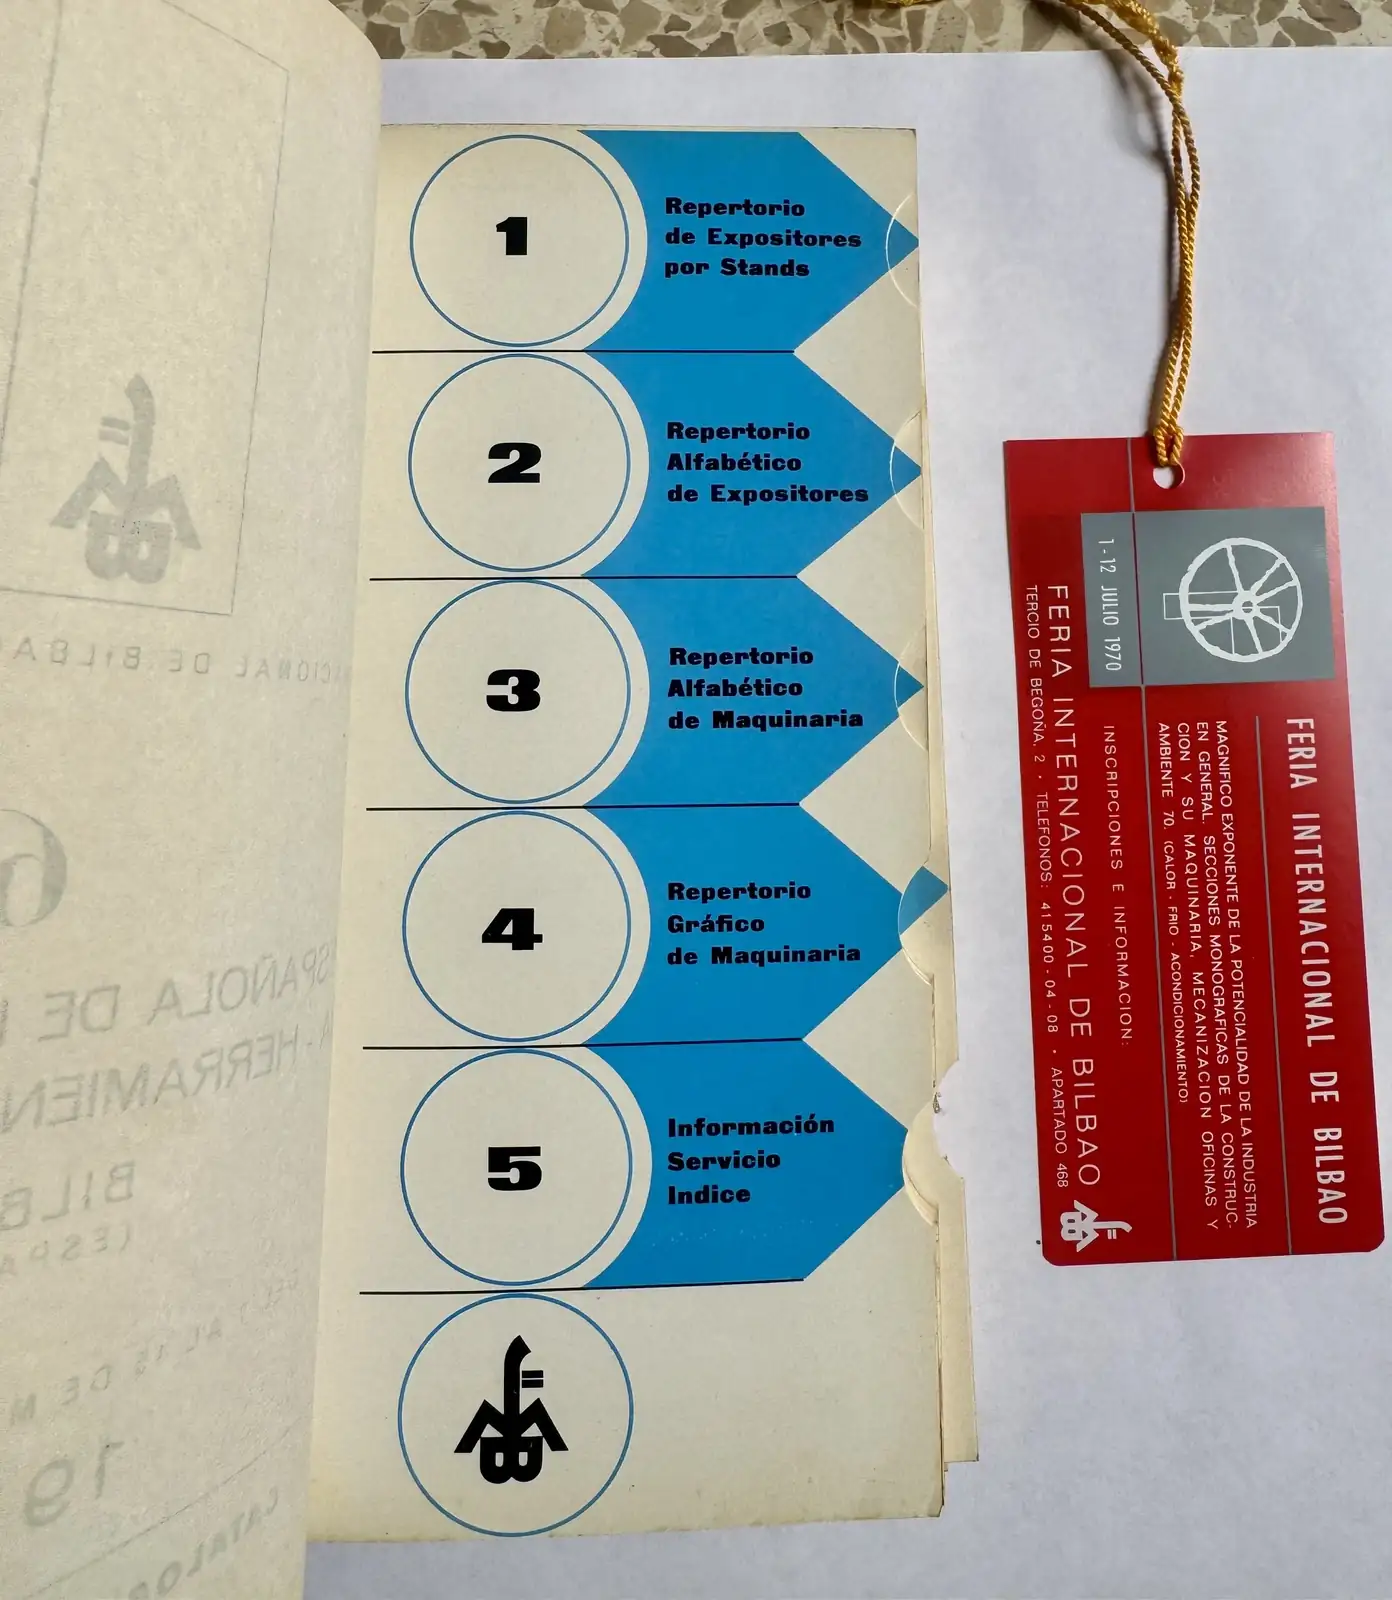 1
Repertorio
de Expositores
por Stands
2
Repertorio
Alfabético
de Expositores
3
Repertorio
Alfabético
de Maquinaria
4
Repertorio
Gráfico
de Maquinaria
5
Información
Servicio
Indice
FERIA INTERNACIONAL DE BILBAO
MAGNIFICO EXPONENTE DE LA POTENCIALIDAD DE LA INDUSTRIA
EN GENERAL. SECCIONES MONOGRAFICAS DE LA CONSTRUC-
CION Y SU MAQUINARIA, MECANIZACION OFICINAS Y
AMBIENTE 70. (CALOR - FRIO - ACONDICIONAMIENTO)
1-12 JULIO 1970
INSCRIPCIONES E INFORMACION:
FERIA INTERNACIONAL DE BILBAO
TERCIO DE BEGOÑA, 2 · TELEFONOS: 415400-04-08 · APARTADO 468